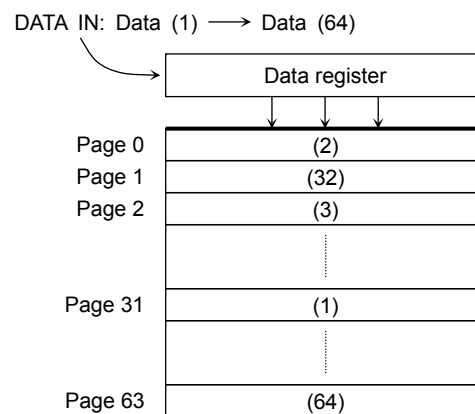 DATA IN: Data (1) ⟶ Data (64)
Data register
Page 0 (2)
Page 1 (32)
Page 2 (3)
Page 31 (1)
Page 63 (64)